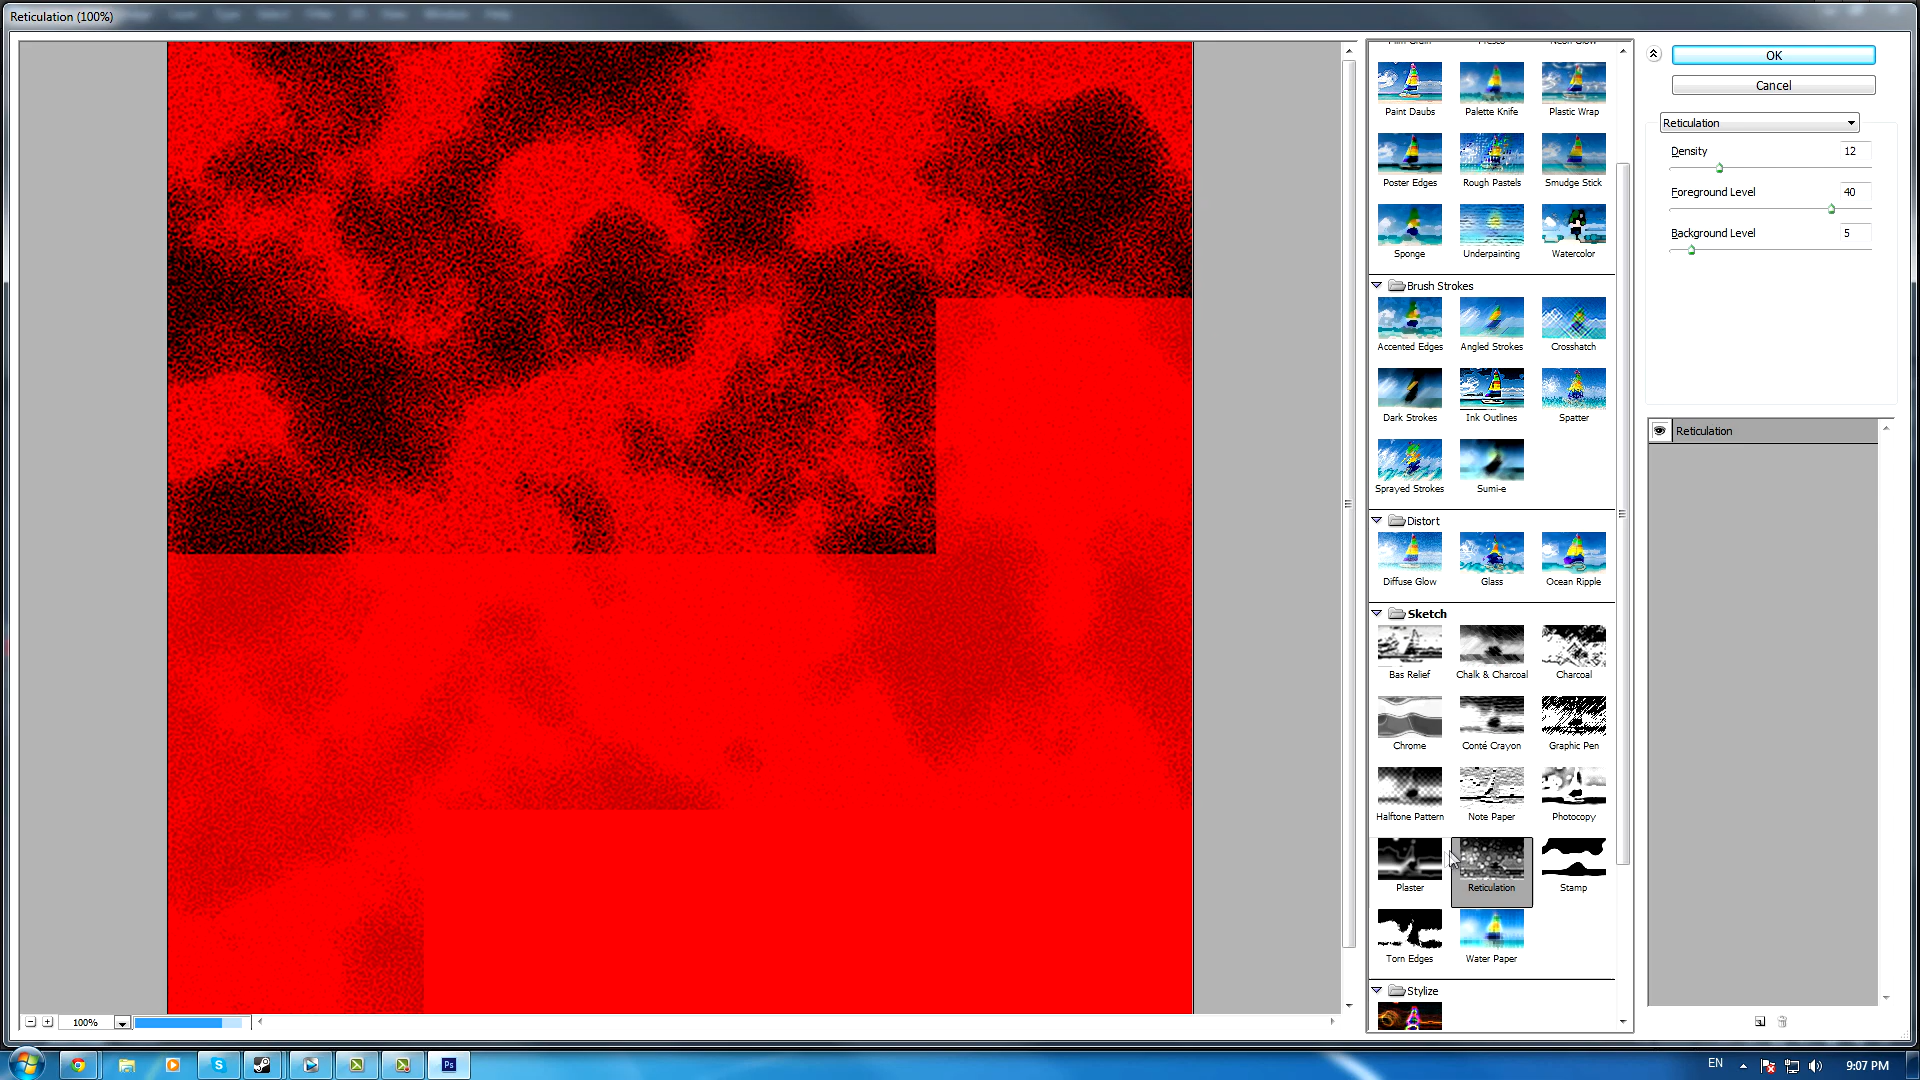 Reticulation (100%)
Paint Daubs
Palette Knife
Plastic Wrap
Poster Edges
Rough Pastels
Smudge Stick
Sponge
Underpainting
Watercolor
Brush Strokes
Accented Edges
Angled Strokes
Crosshatch
Dark Strokes
Ink Outlines
Spatter
Sprayed Strokes
Sumi-e
Distort
Diffuse Glow
Glass
Ocean Ripple
Sketch
Bas Relief
Chalk & Charcoal
Charcoal
Chrome
Conté Crayon
Graphic Pen
Halftone Pattern
Note Paper
Photocopy
Plaster
Reticulation
Stamp
Torn Edges
Water Paper
Stylize
OK
Cancel
Reticulation
Density 12
Foreground Level 40
Background Level 5
Reticulation
100%
Ps
EN
9:07 PM